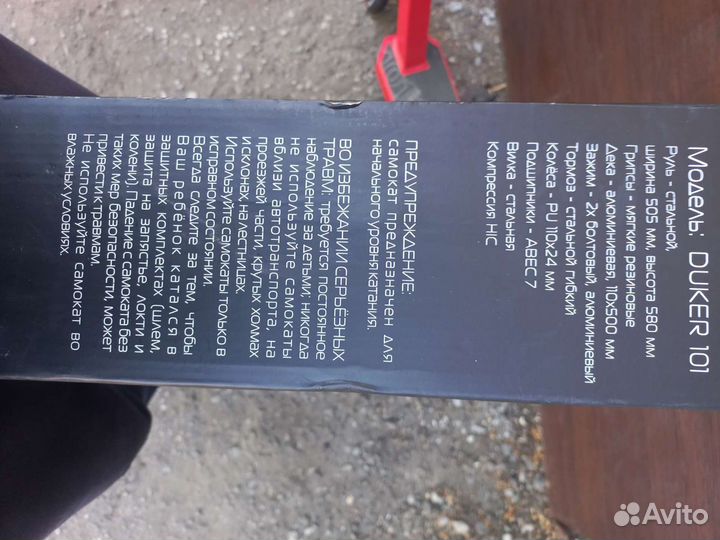 Модель: DUKER 101
Руль - стальной,
ширина 505 мм, высота 580 мм
Грипсы - мягкие резиновые
Дека - алюминиевая, 110х500 мм
Зажим - 2х болтовый, алюминиевый
Тормоз - стальной гибкий
Колёса - PU 110х24 мм
Подшипники - ABEC 7
Вилка - стальная
Компрессия HIC
ПРЕДУПРЕЖДЕНИЕ:
самокат предназначен для
начального уровня катания.
ВО ИЗБЕЖАНИИ СЕРЬЁЗНЫХ
ТРАВМ: требуется постоянное
наблюдение за детьми, никогда
не используйте самокаты
вблизи автотранспорта, на
проезжей части, крутых холмах
и склонах, на лестницах.
Используйте самокаты только в
исправном состоянии.
Всегда следите за тем, чтобы
Ваш ребёнок катался в
защитных комплектах (шлем,
защита на запястье, локти и
колени). Падение с самоката без
таких мер безопасности, может
привести к травмам.
Не используйте самокат во
влажных условиях.
Avito